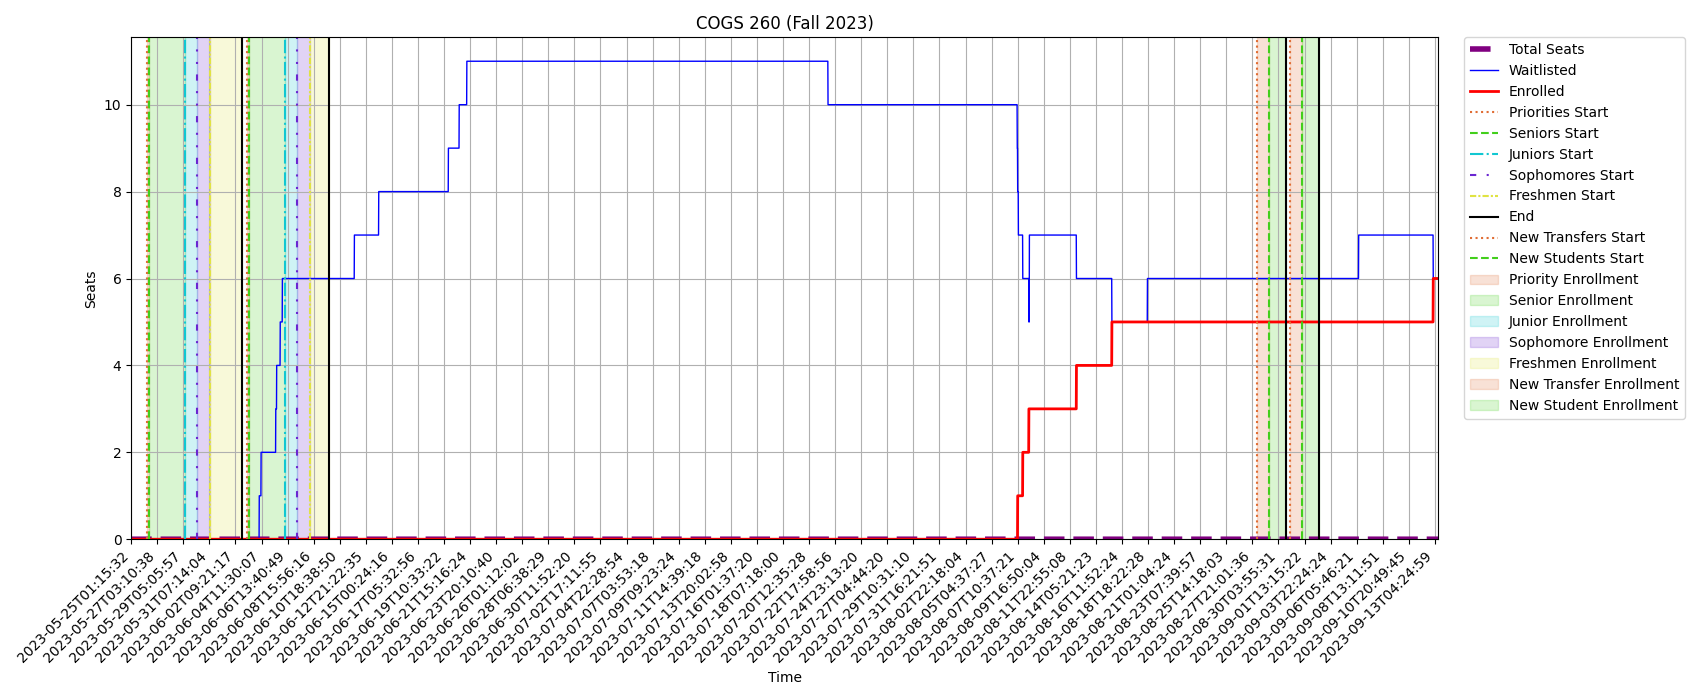 COGS 260 (Fall 2023)
Seats
10
8
6
4
2
0
2023-05-25T01:15:32
2023-05-27T03:10:38
2023-05-29T05:05:57
2023-05-31T07:14:04
2023-06-02T09:21:17
2023-06-04T11:30:07
2023-06-06T13:40:49
2023-06-08T15:56:16
2023-06-10T18:38:50
2023-06-12T21:22:35
2023-06-15T00:24:16
2023-06-17T05:32:56
2023-06-19T10:33:22
2023-06-21T15:16:24
2023-06-23T20:10:40
2023-06-26T01:12:02
2023-06-28T06:38:29
2023-06-30T11:52:20
2023-07-02T17:11:55
2023-07-04T22:28:54
2023-07-07T03:53:18
2023-07-09T09:23:24
2023-07-11T14:39:18
2023-07-13T20:02:58
2023-07-16T01:37:20
2023-07-18T07:18:00
2023-07-20T12:35:28
2023-07-22T17:58:56
2023-07-24T23:13:20
2023-07-27T04:44:20
2023-07-29T10:31:11
2023-07-31T16:21:51
2023-08-02T22:18:04
2023-08-05T04:37:27
2023-08-07T10:37:21
2023-08-09T16:50:04
2023-08-11T22:55:08
2023-08-14T05:21:23
2023-08-16T11:52:24
2023-08-18T18:22:28
2023-08-21T01:04:24
2023-08-23T07:39:57
2023-08-25T14:18:03
2023-08-27T21:01:36
2023-08-30T03:55:31
2023-09-01T13:15:22
2023-09-03T22:24:24
2023-09-06T05:46:21
2023-09-08T13:11:51
2023-09-10T20:49:45
2023-09-13T04:24:59
Time
Total Seats
Waitlisted
Enrolled
Priorities Start
Seniors Start
Juniors Start
Sophomores Start
Freshmen Start
End
New Transfers Start
New Students Start
Priority Enrollment
Senior Enrollment
Junior Enrollment
Sophomore Enrollment
Freshmen Enrollment
New Transfer Enrollment
New Student Enrollment